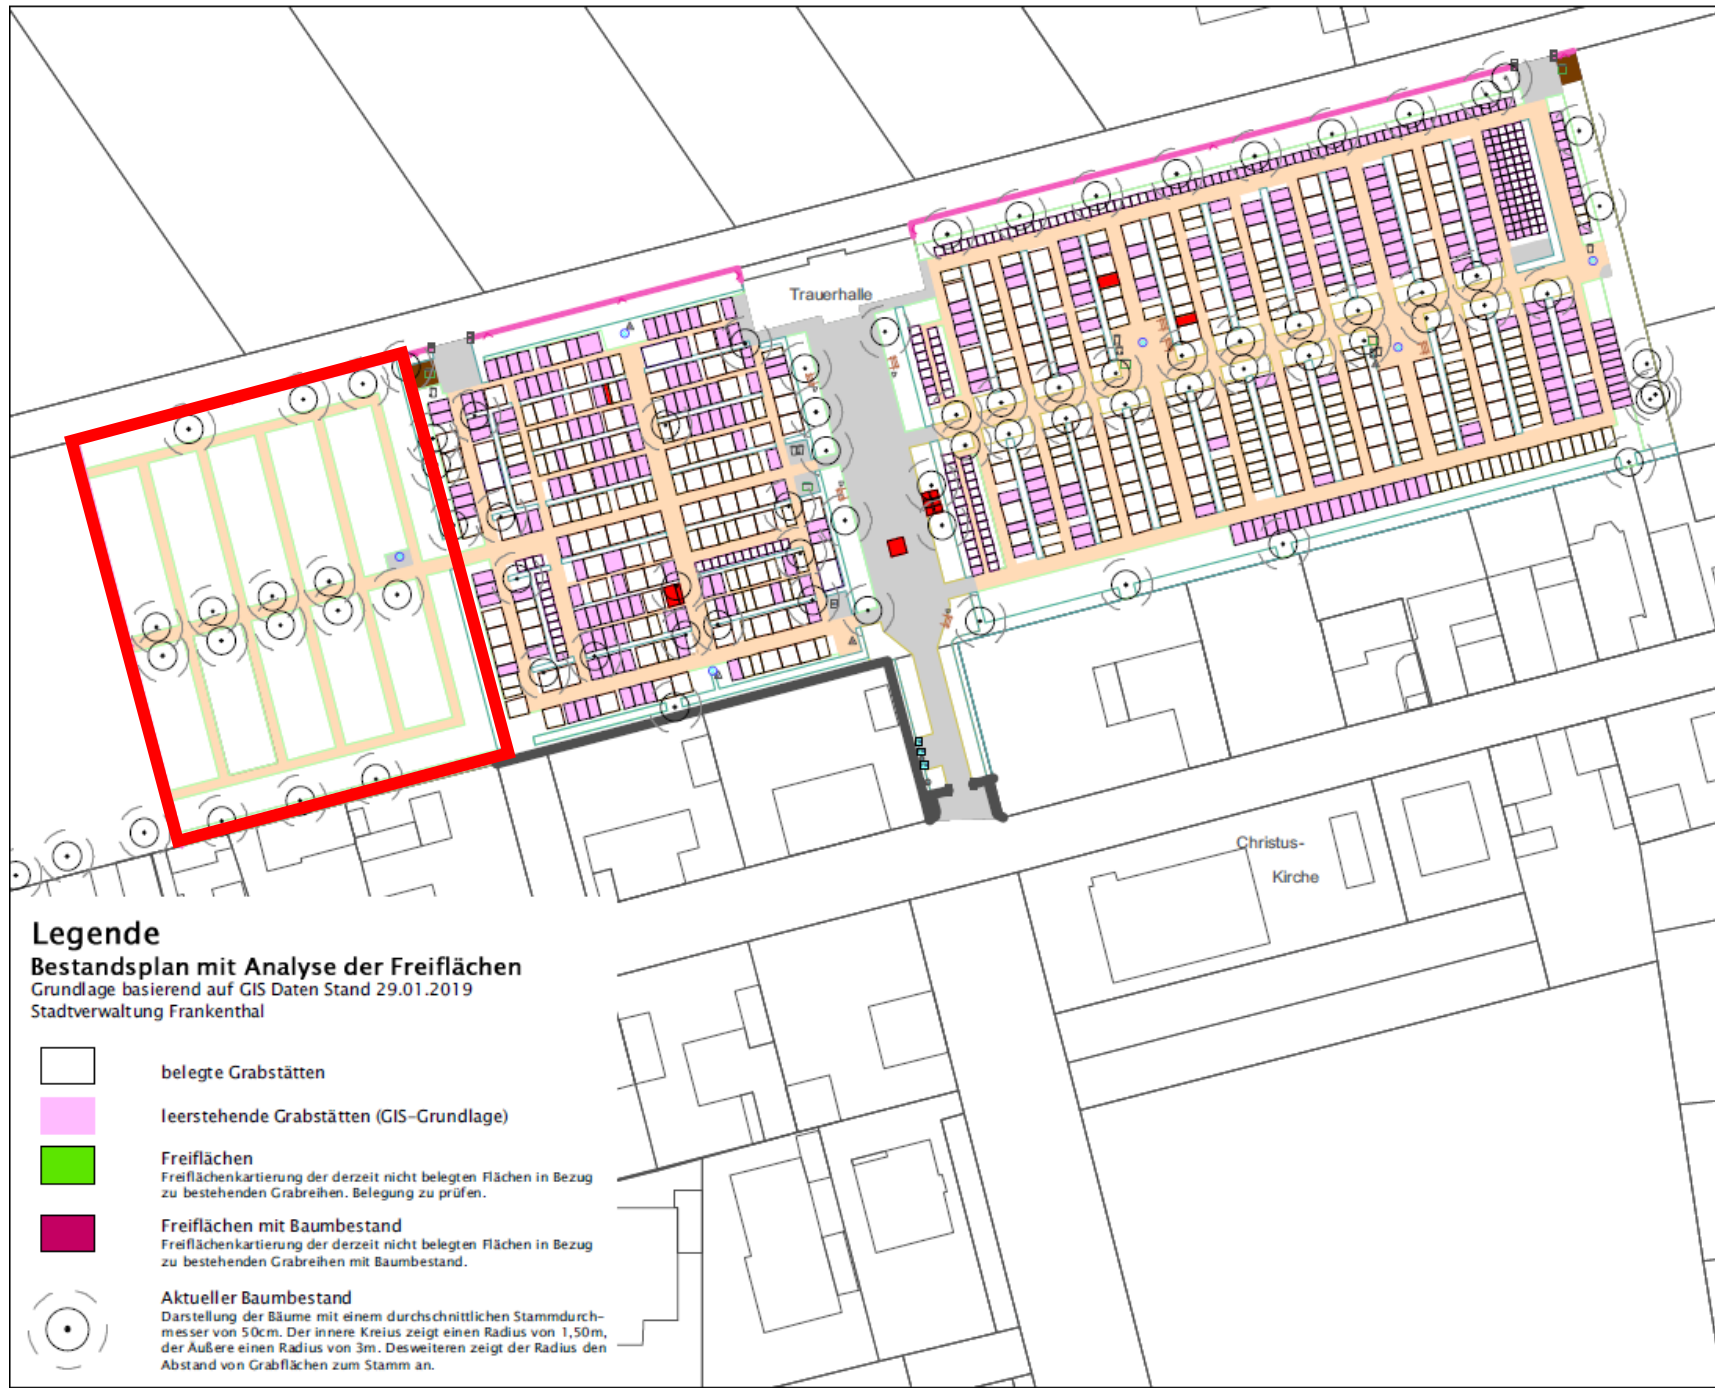 Trauerhalle
Christus-
Kirche
Legende
Bestandsplan mit Analyse der Freiflächen
Grundlage basierend auf GIS Daten Stand 29.01.2019
Stadtverwaltung Frankenthal
belegte Grabstätten
leerstehende Grabstätten (GIS-Grundlage)
Freiflächen
Freiflächenkartierung der derzeit nicht belegten Flächen in Bezug
zu bestehenden Grabreihen. Belegung zu prüfen.
Freiflächen mit Baumbestand
Freiflächenkartierung der derzeit nicht belegten Flächen in Bezug
zu bestehenden Grabreihen mit Baumbestand.
Aktueller Baumbestand
Darstellung der Bäume mit einem durchschnittlichen Stammdurch-
messer von 50cm. Der innere Kreius zeigt einen Radius von 1,50m,
der Äußere einen Radius von 3m. Desweiteren zeigt der Radius den
Abstand von Grabflächen zum Stamm an.